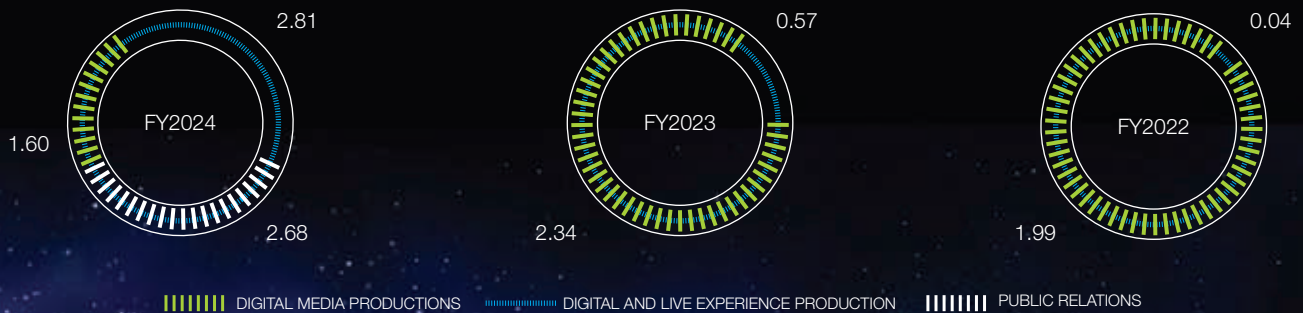 2.81
FY2024
1.60
2.68
0.57
FY2023
2.34
0.04
FY2022
1.99
DIGITAL MEDIA PRODUCTIONS
DIGITAL AND LIVE EXPERIENCE PRODUCTION
PUBLIC RELATIONS